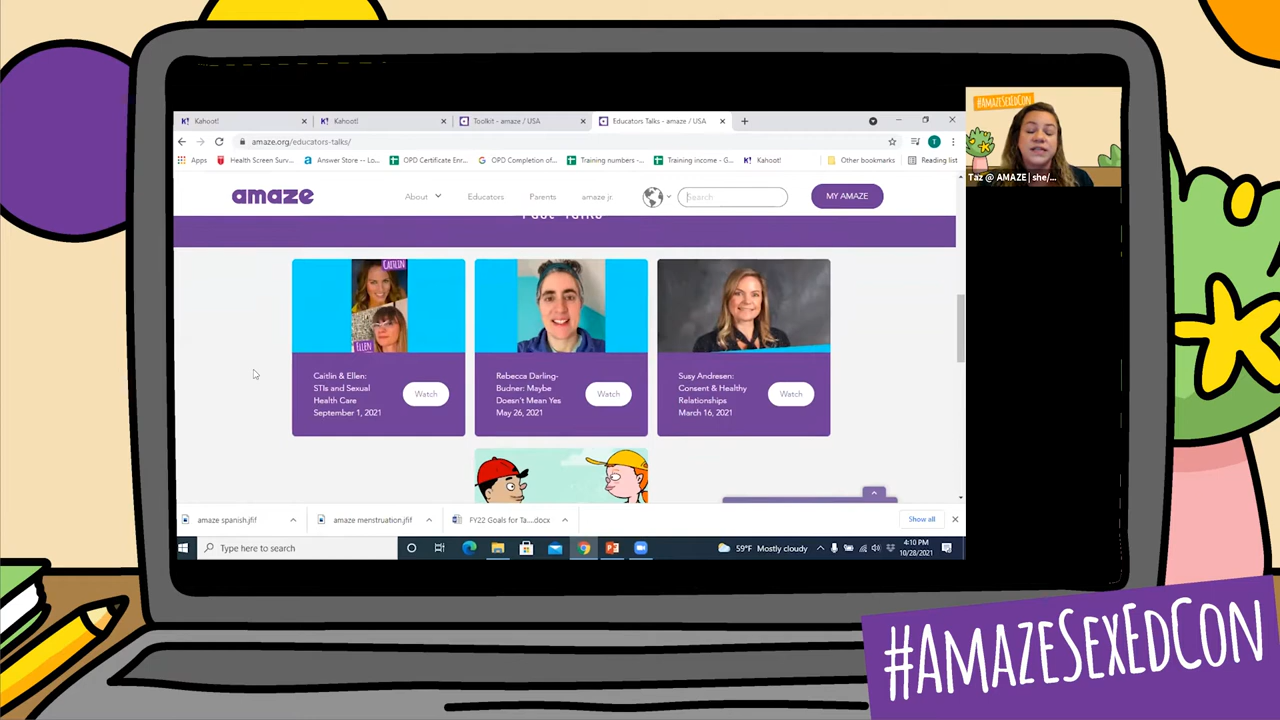 #AMAZESEXEDCON
Taz @ AMAZE | she/...
Kahoot!
Kahoot!
Toolkit - amaze / USA
Educators Talks - amaze / USA
amaze.org/educators-talks/
T
Apps
Health Screen Surv...
Answer Store -- Lo...
OPD Certificate Enr...
OPD Completion of...
Training numbers -...
Training income - G...
Kahoot!
Other bookmarks
Reading list
amaze
About
Educators
Parents
amaze jr.
Search
MY AMAZE
Past Talks
CAITLIN
ELLEN
Caitlin & Ellen:
STIs and Sexual
Health Care
September 1, 2021
Watch
Rebecca Darling-
Budner: Maybe
Doesn't Mean Yes
May 26, 2021
Watch
Susy Andresen:
Consent & Healthy
Relationships
March 16, 2021
Watch
amaze spanish.jfif
amaze menstruation.jfif
FY22 Goals for Ta....docx
Show all
Type here to search
59°F Mostly cloudy
4:10 PM
10/28/2021
#AMAZESEXEDCON